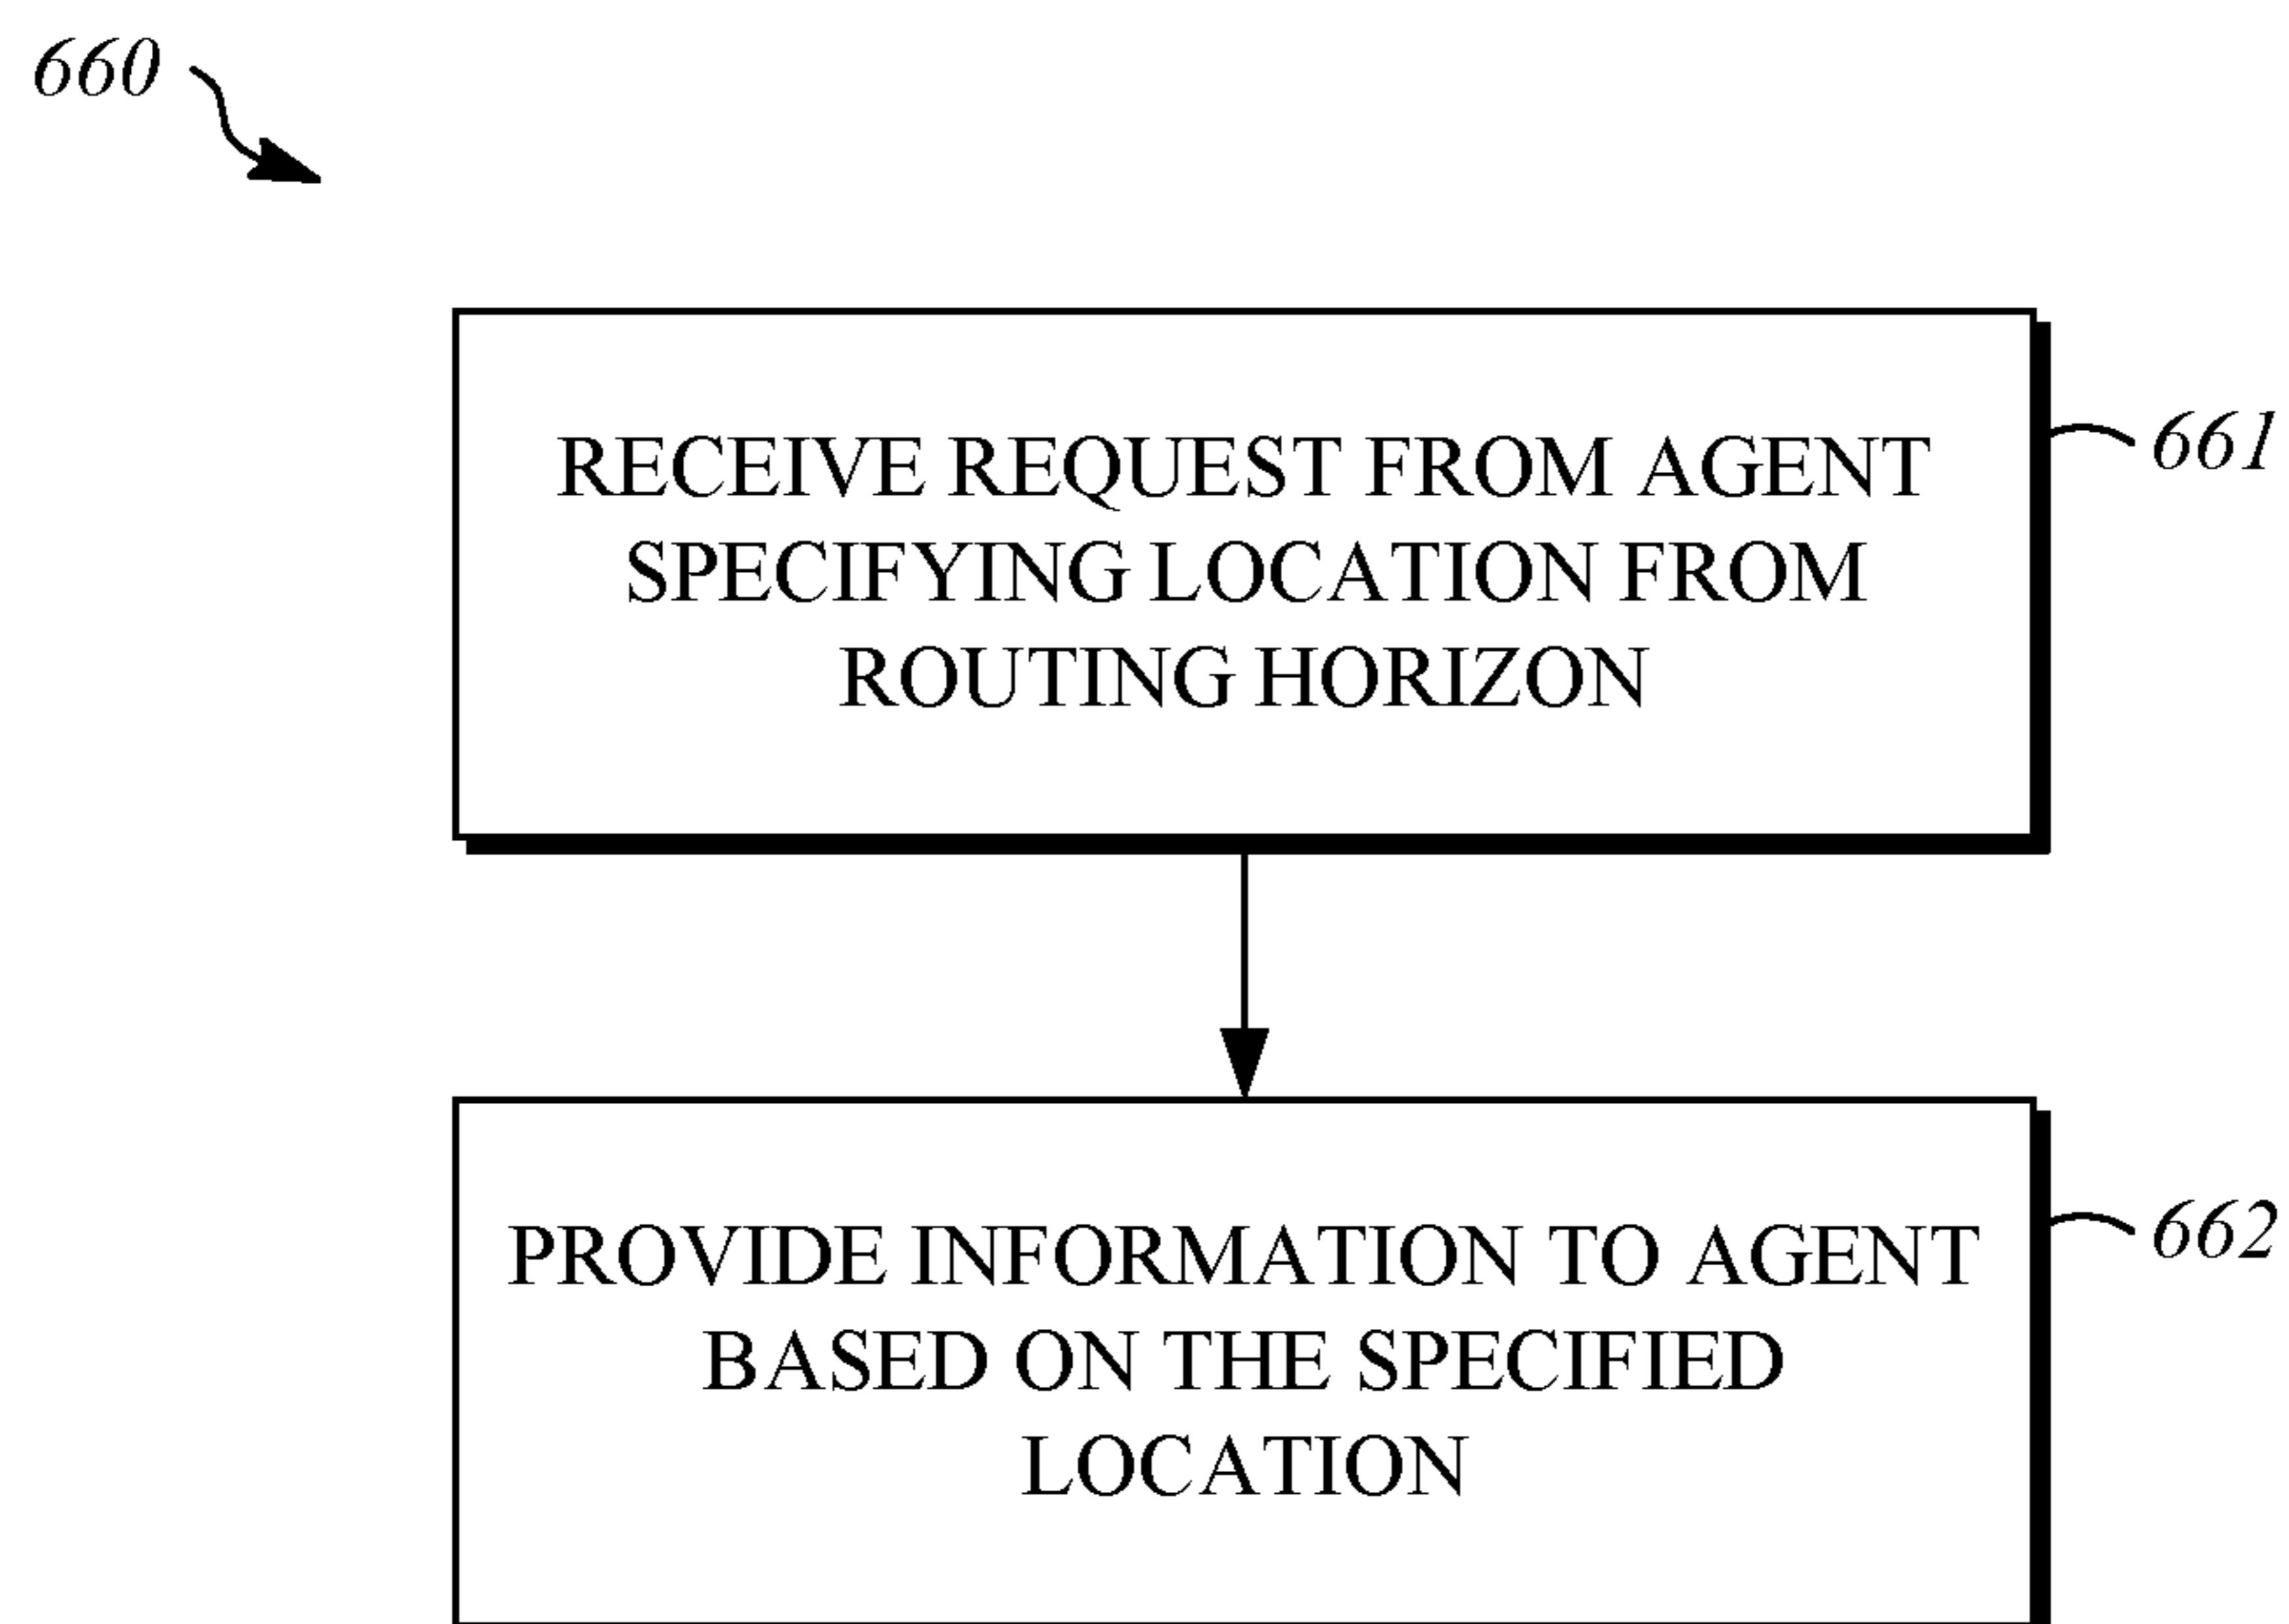 660
RECEIVE REQUEST FROM AGENT
SPECIFYING LOCATION FROM
ROUTING HORIZON
661
PROVIDE INFORMATION TO AGENT
BASED ON THE SPECIFIED
LOCATION
662